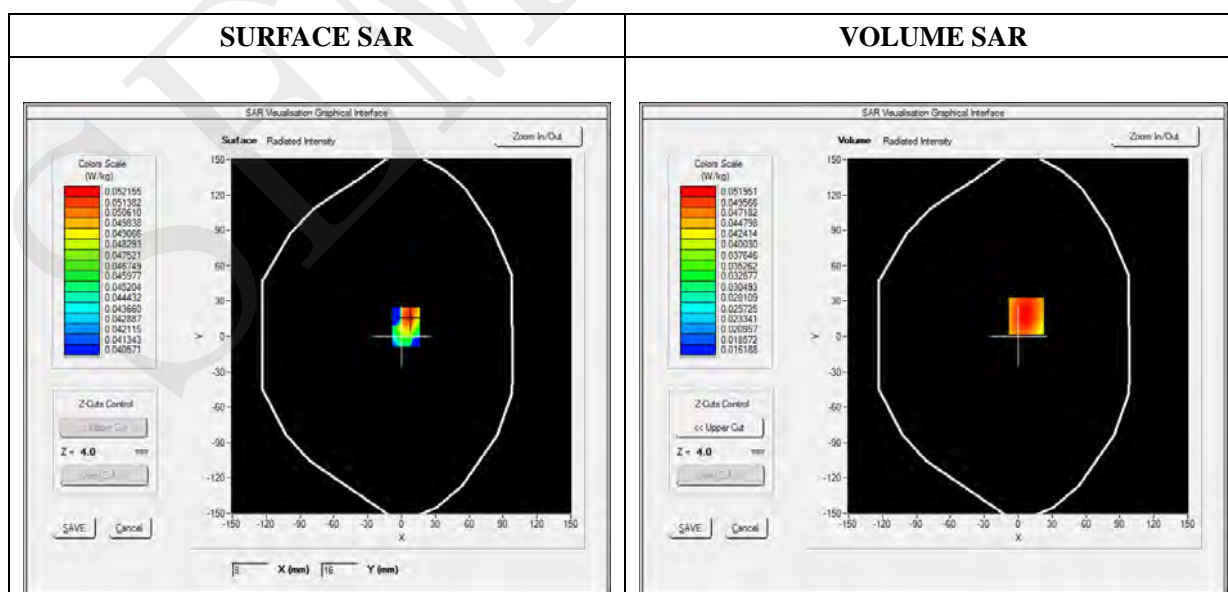 SURFACE SAR
VOLUME SAR
SAR Visualisation Graphical Interface
Surface Radiated Intensity
Zoom In/Out
Colors Scale
(W/kg)
0.052155
0.051382
0.050610
0.049838
0.049066
0.048293
0.047521
0.046749
0.045977
0.045204
0.044432
0.043660
0.042887
0.042115
0.041343
0.040571
Z-Cuts Control
<< Upper Cut
Z = 4.0 mm
SAVE Cancel
150
120
90
60
30
0
-30
-60
-90
-120
-150
Y
-150 -120 -90 -60 -30 0 30 60 90 120 150
X
8 X (mm) 16 Y (mm)
SAR Visualisation Graphical Interface
Volume Radiated Intensity
Zoom In/Out
Colors Scale
(W/kg)
0.051951
0.049566
0.047182
0.044798
0.042414
0.040030
0.037646
0.035262
0.032877
0.030493
0.028109
0.025725
0.023341
0.020957
0.018572
0.016188
Z-Cuts Control
<< Upper Cut
Z = 4.0 mm
SAVE Cancel
150
120
90
60
30
0
-30
-60
-90
-120
-150
Y
-150 -120 -90 -60 -30 0 30 60 90 120 150
X